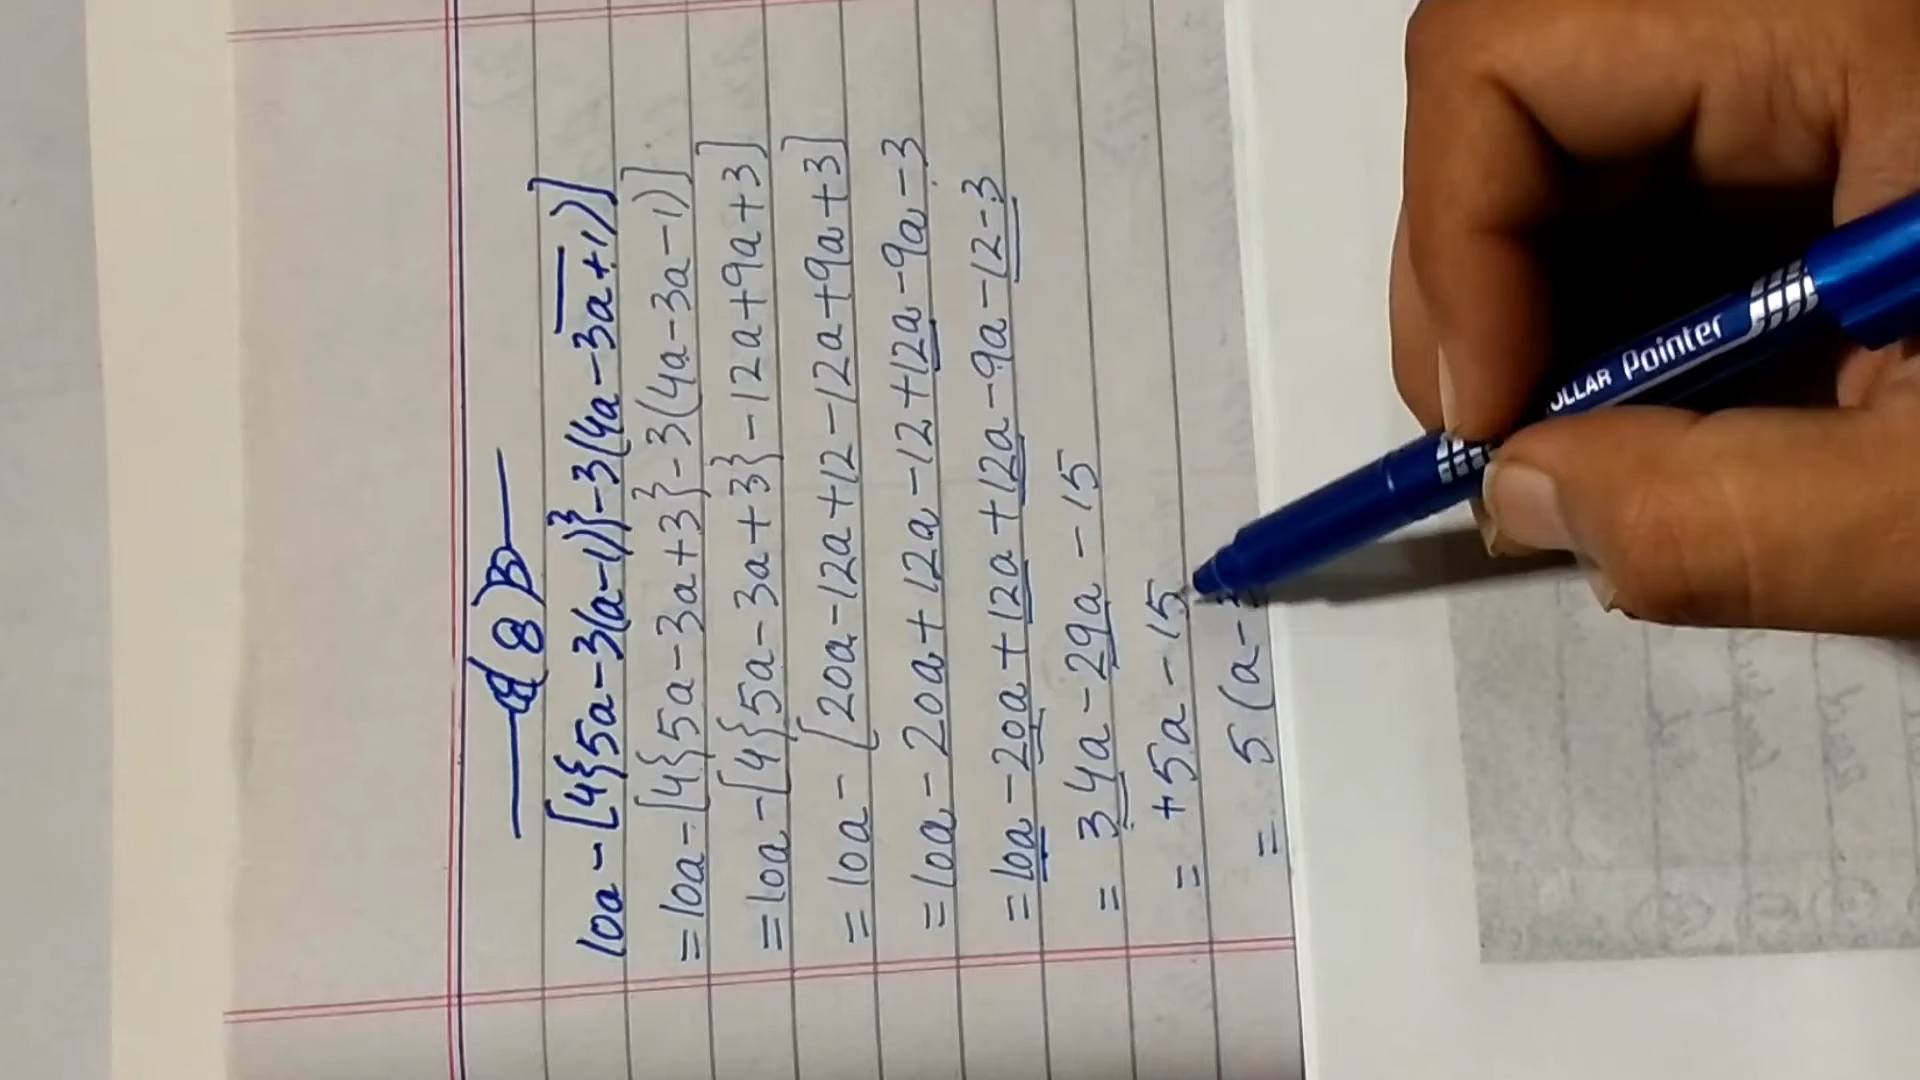 (8)
10a-[4{5a-3(a-1)}-3(4a-3a+1)]
=10a-[4{5a-3a+3}-3(4a-3a-1)]
=10a-[4{5a-3a+3}-12a+9a+3]
=10a-[20a-12a+12-12a+9a+3]
=10a-20a+12a-12+12a-9a-3
=10a-20a+12a+12a-9a-12-3
=34a-29a-15
=+5a-15
=5(a-
DOLLAR Pointer